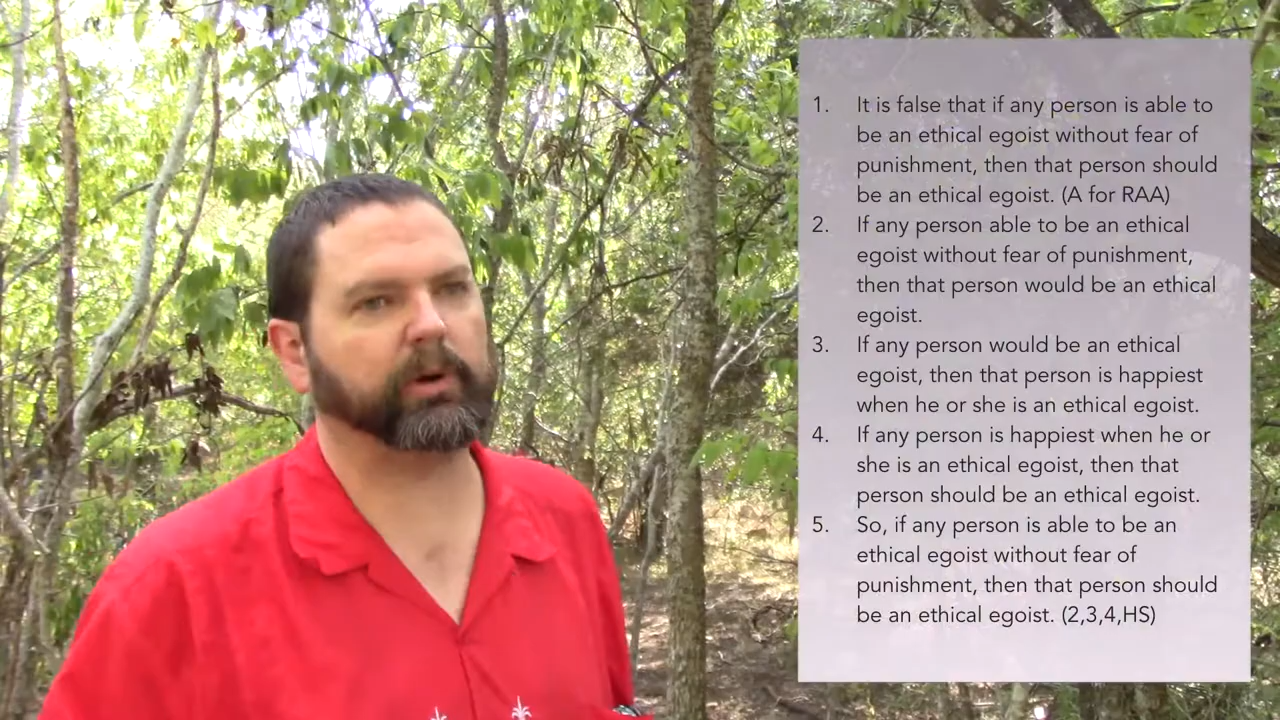 1. It is false that if any person is able to
be an ethical egoist without fear of
punishment, then that person should
be an ethical egoist. (A for RAA)
2. If any person able to be an ethical
egoist without fear of punishment,
then that person would be an ethical
egoist.
3. If any person would be an ethical
egoist, then that person is happiest
when he or she is an ethical egoist.
4. If any person is happiest when he or
she is an ethical egoist, then that
person should be an ethical egoist.
5. So, if any person is able to be an
ethical egoist without fear of
punishment, then that person should
be an ethical egoist. (2,3,4,HS)